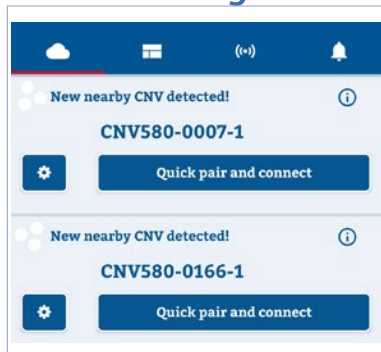 New nearby CNV detected!
CNV580-0007-1
Quick pair and connect
New nearby CNV detected!
CNV580-0166-1
Quick pair and connect